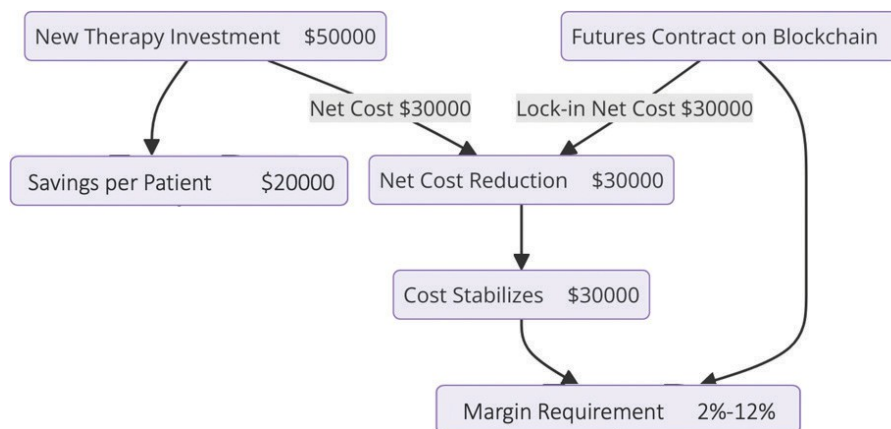 New Therapy Investment $50000
Futures Contract on Blockchain
Net Cost $30000
Lock-in Net Cost $30000
Savings per Patient $20000
Net Cost Reduction $30000
Cost Stabilizes $30000
Margin Requirement 2%-12%